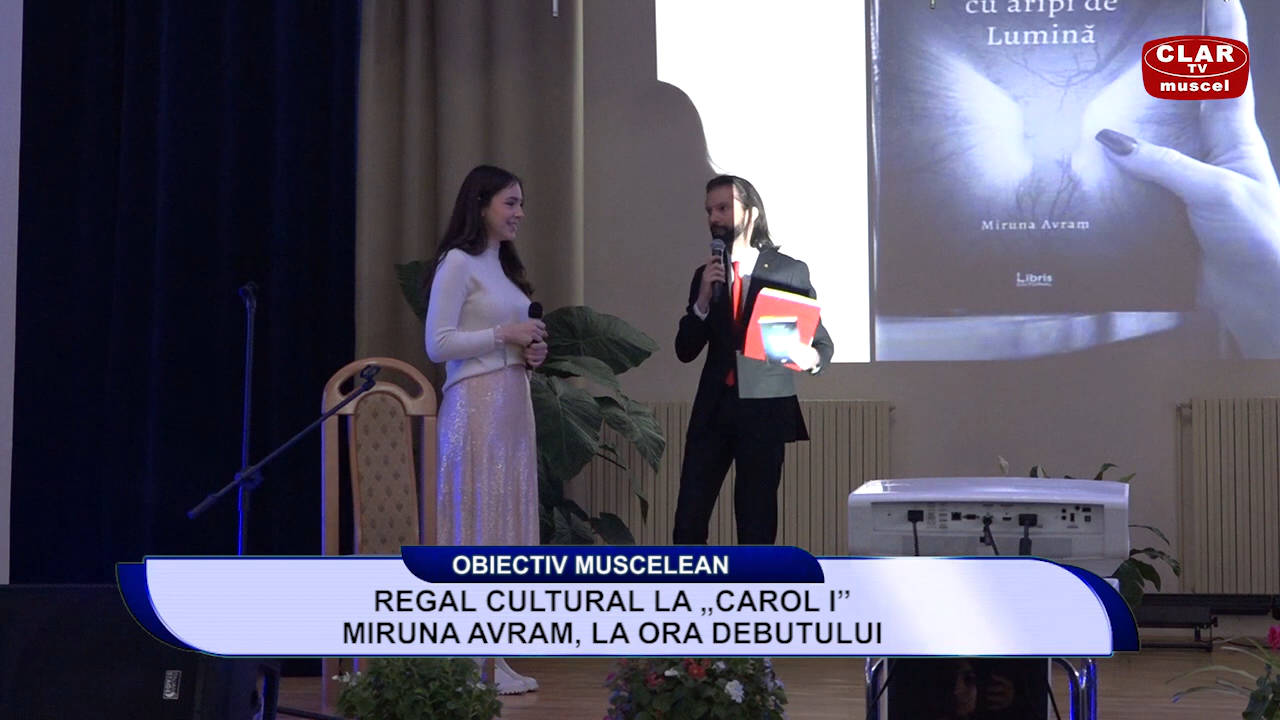 cu aripi de
Lumină
CLAR
TV
muscel
Miruna Avram
Libris
OBIECTIV MUSCELEAN
REGAL CULTURAL LA „CAROL I”
MIRUNA AVRAM, LA ORA DEBUTULUI